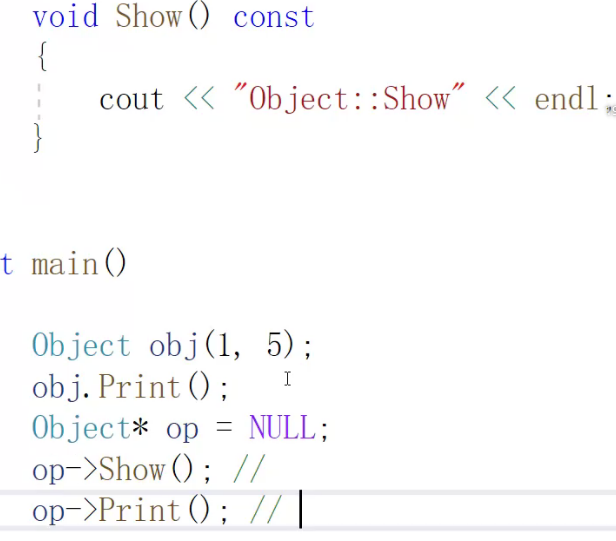 void Show() const
{
cout << "Object::Show" << endl;
}
t main()
Object obj(1, 5);
obj.Print();
Object* op = NULL;
op->Show(); //
op->Print(); //